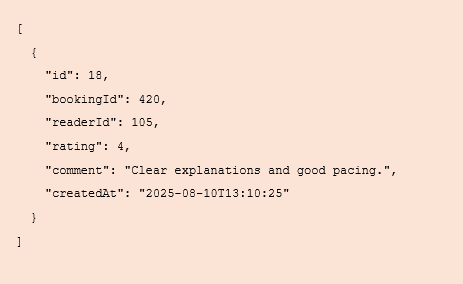 [
  {
    "id": 18,
    "bookingId": 420,
    "readerId": 105,
    "rating": 4,
    "comment": "Clear explanations and good pacing.",
    "createdAt": "2025-08-10T13:10:25"
  }
]